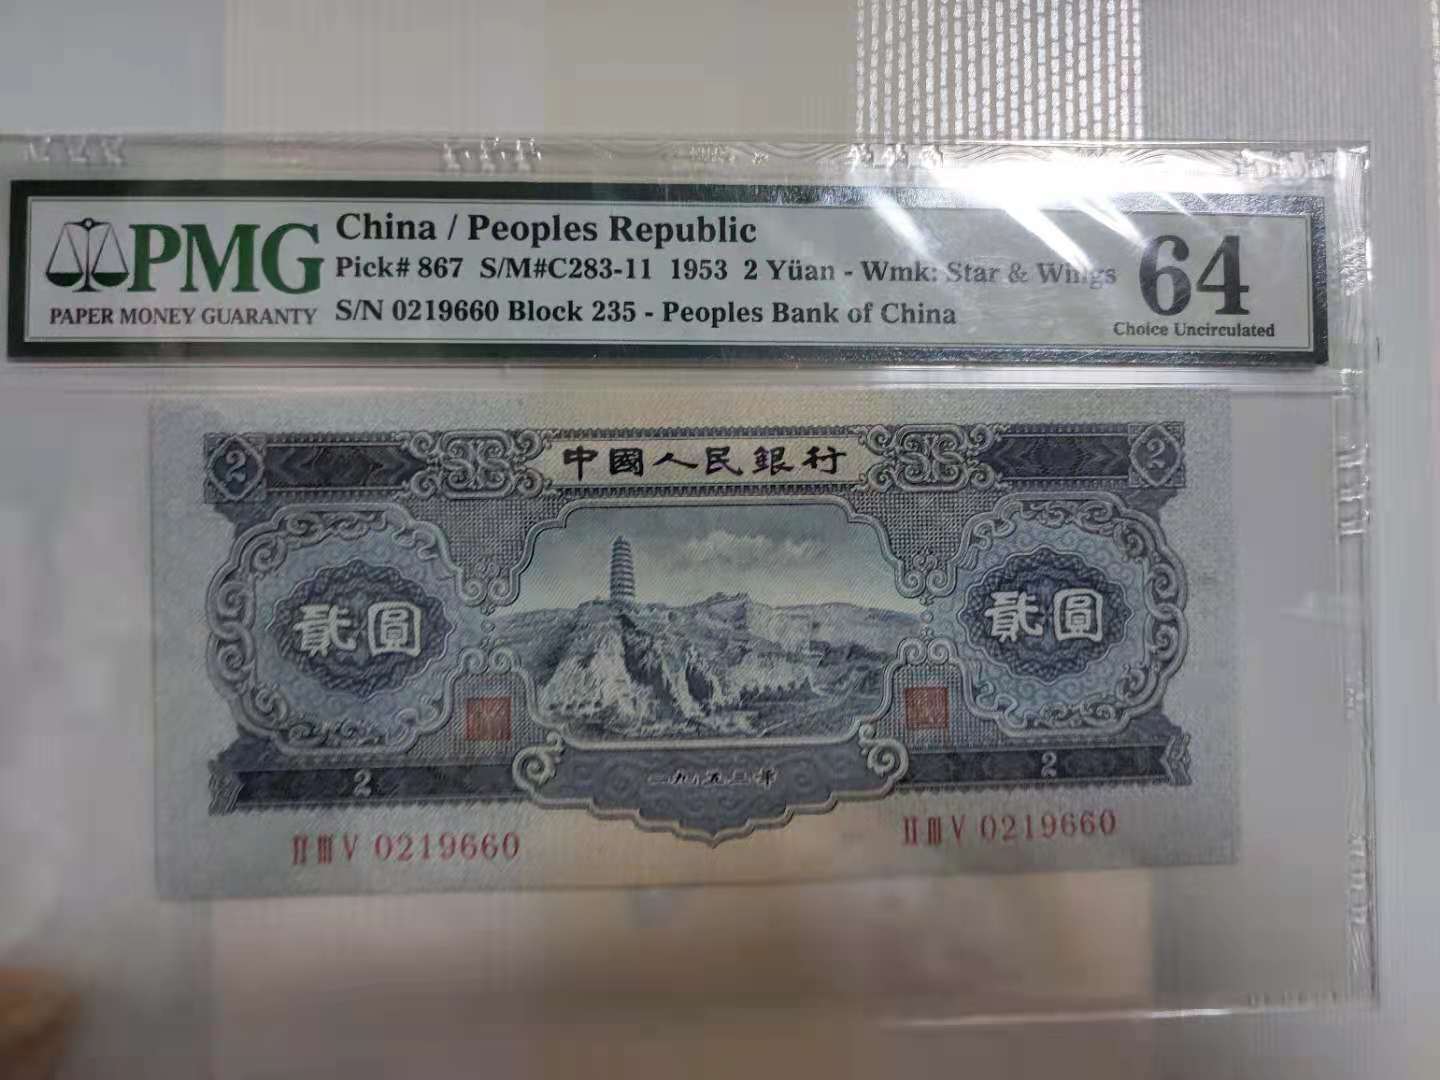 PMG
PAPER MONEY GUARANTY
China / Peoples Republic
Pick# 867 S/M#C283-11 1953 2 Yüan - Wmk: Star & Wings
S/N 0219660 Block 235 - Peoples Bank of China
64
Choice Uncirculated
2 中國人民銀行 2
貳圓 貳圓
2 一九五三年 2
II III V 0219660 II III V 0219660